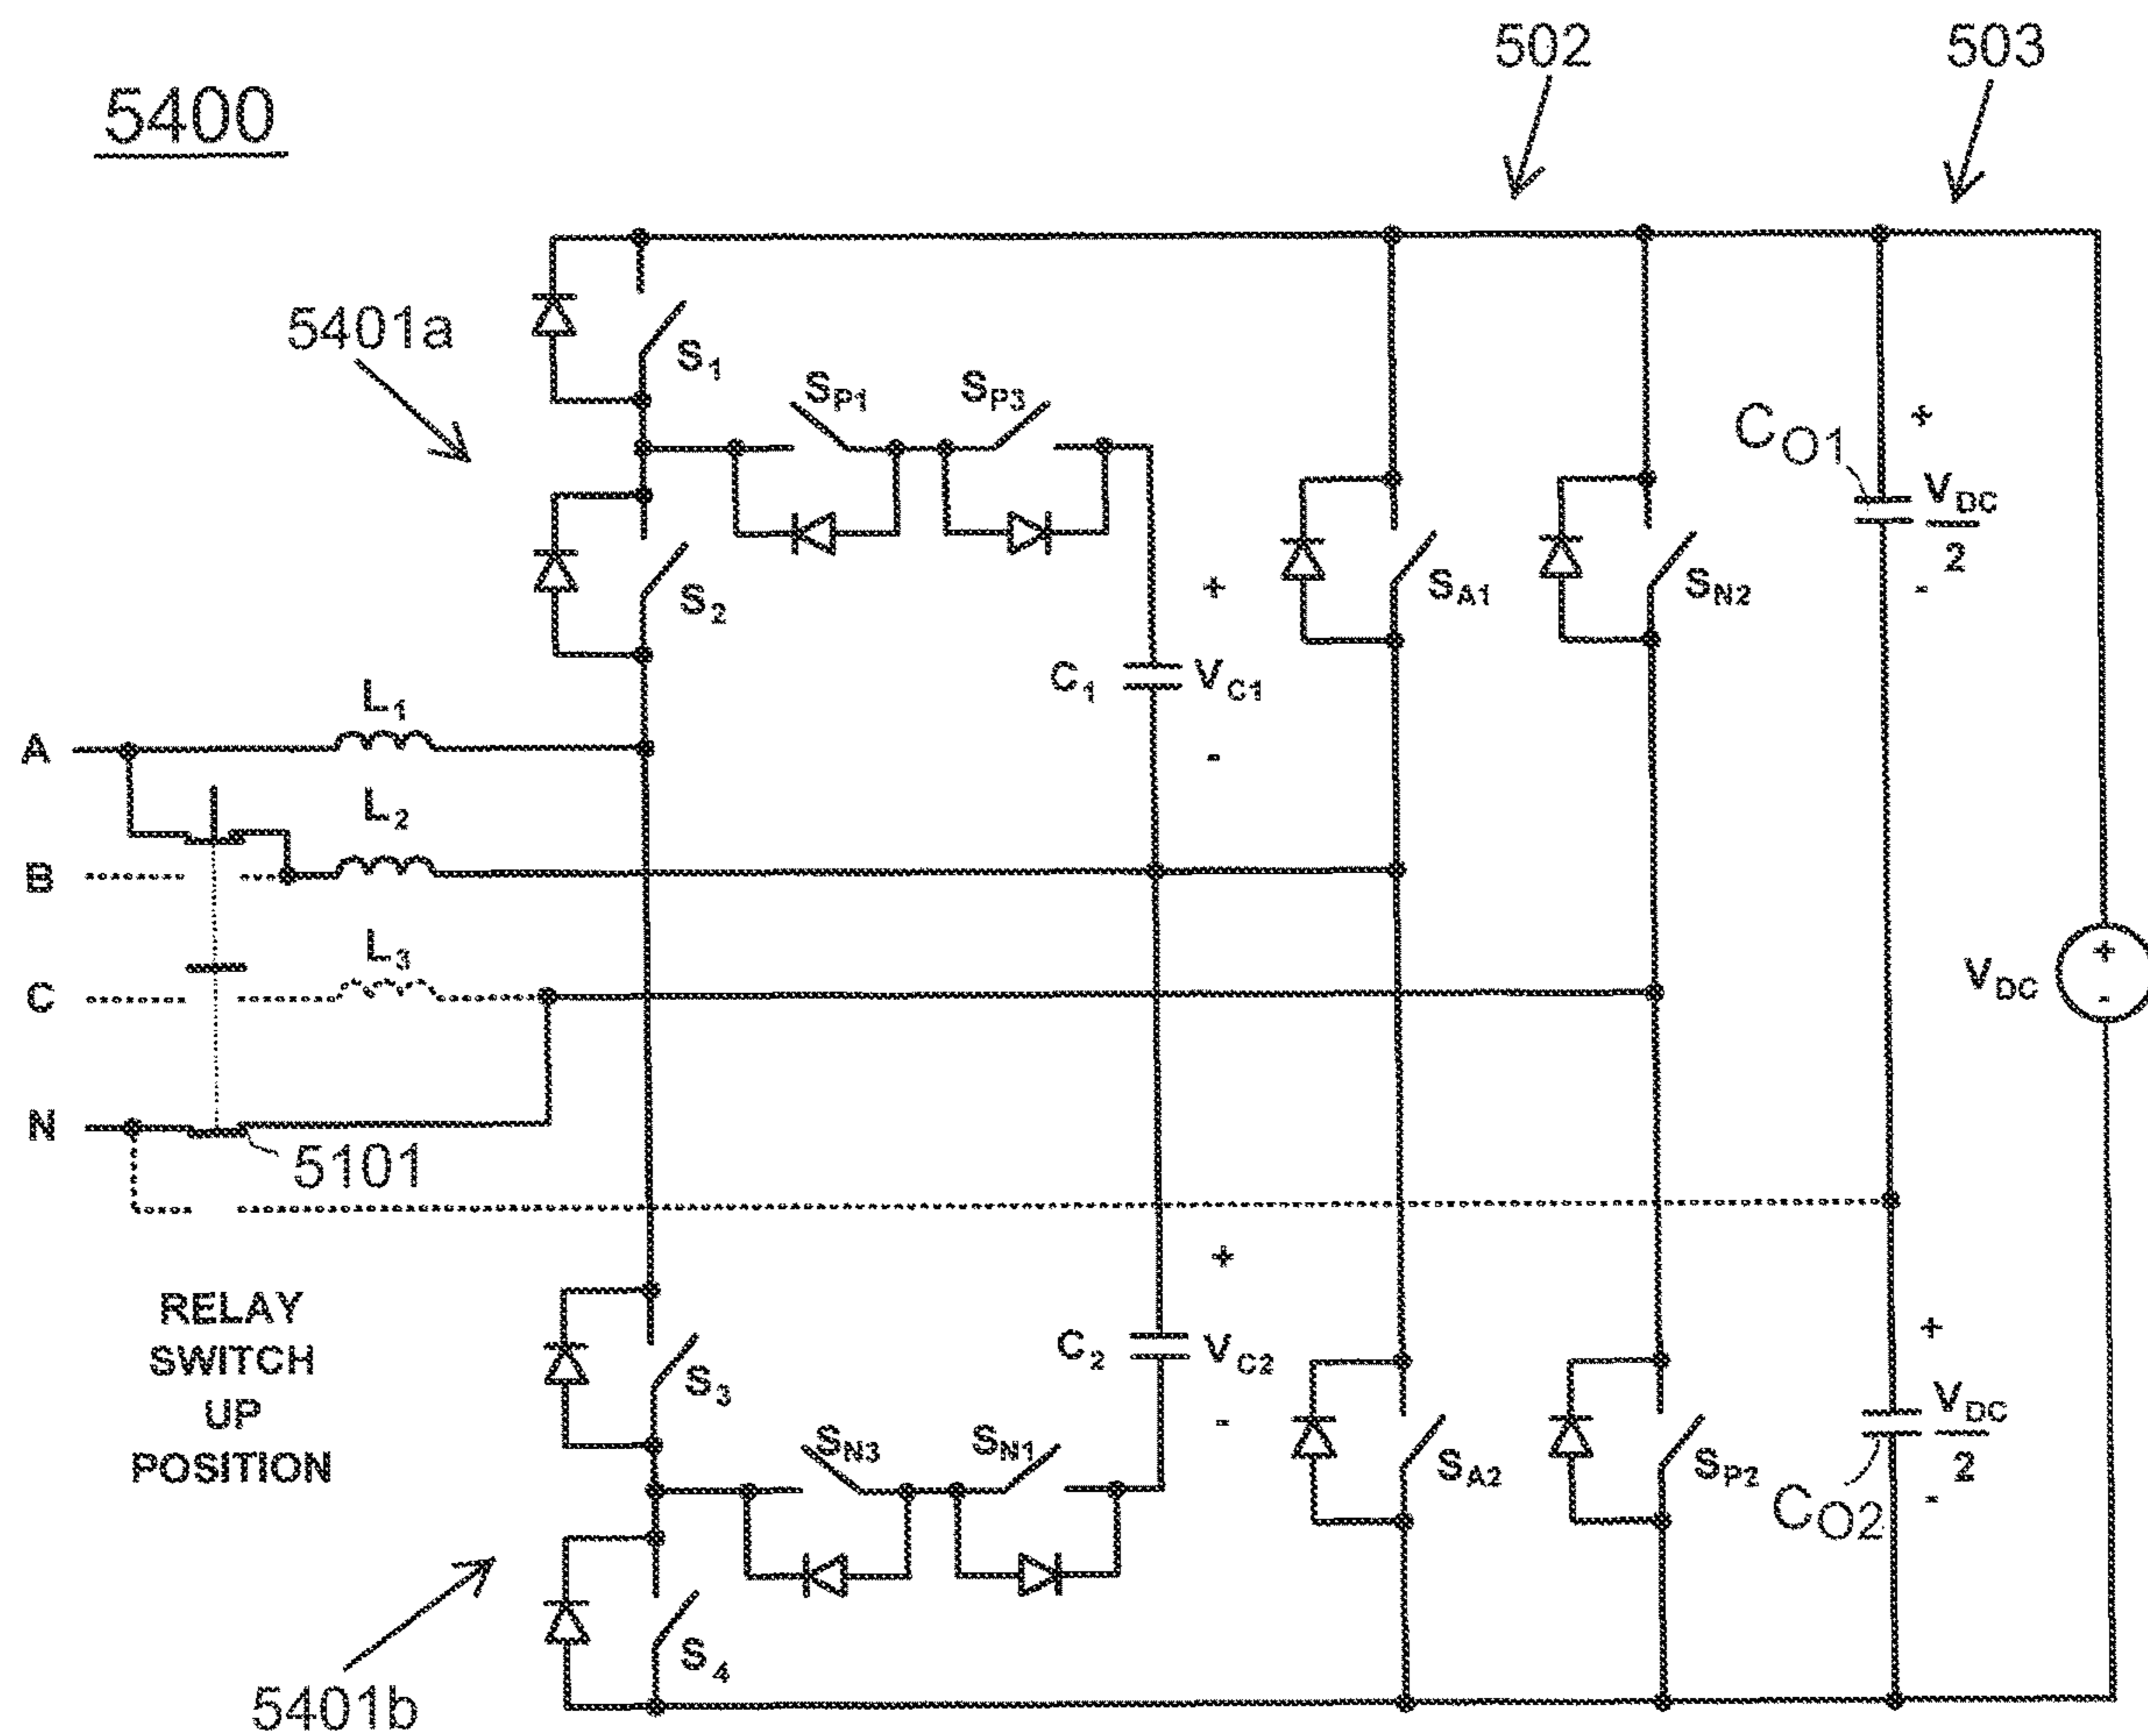 5400
502
503
5401a
S1
SP1
SP3
CO1
+
VDC
2
-
S2
C1
+
VC1
-
SA1
SN2
A
L1
L2
B
L3
C
N
5101
VDC
+
-
RELAY
SWITCH
UP
POSITION
S3
C2
+
VC2
-
SN3
SN1
SA2
SP2
+
VDC
2
-
CO2
S4
5401b